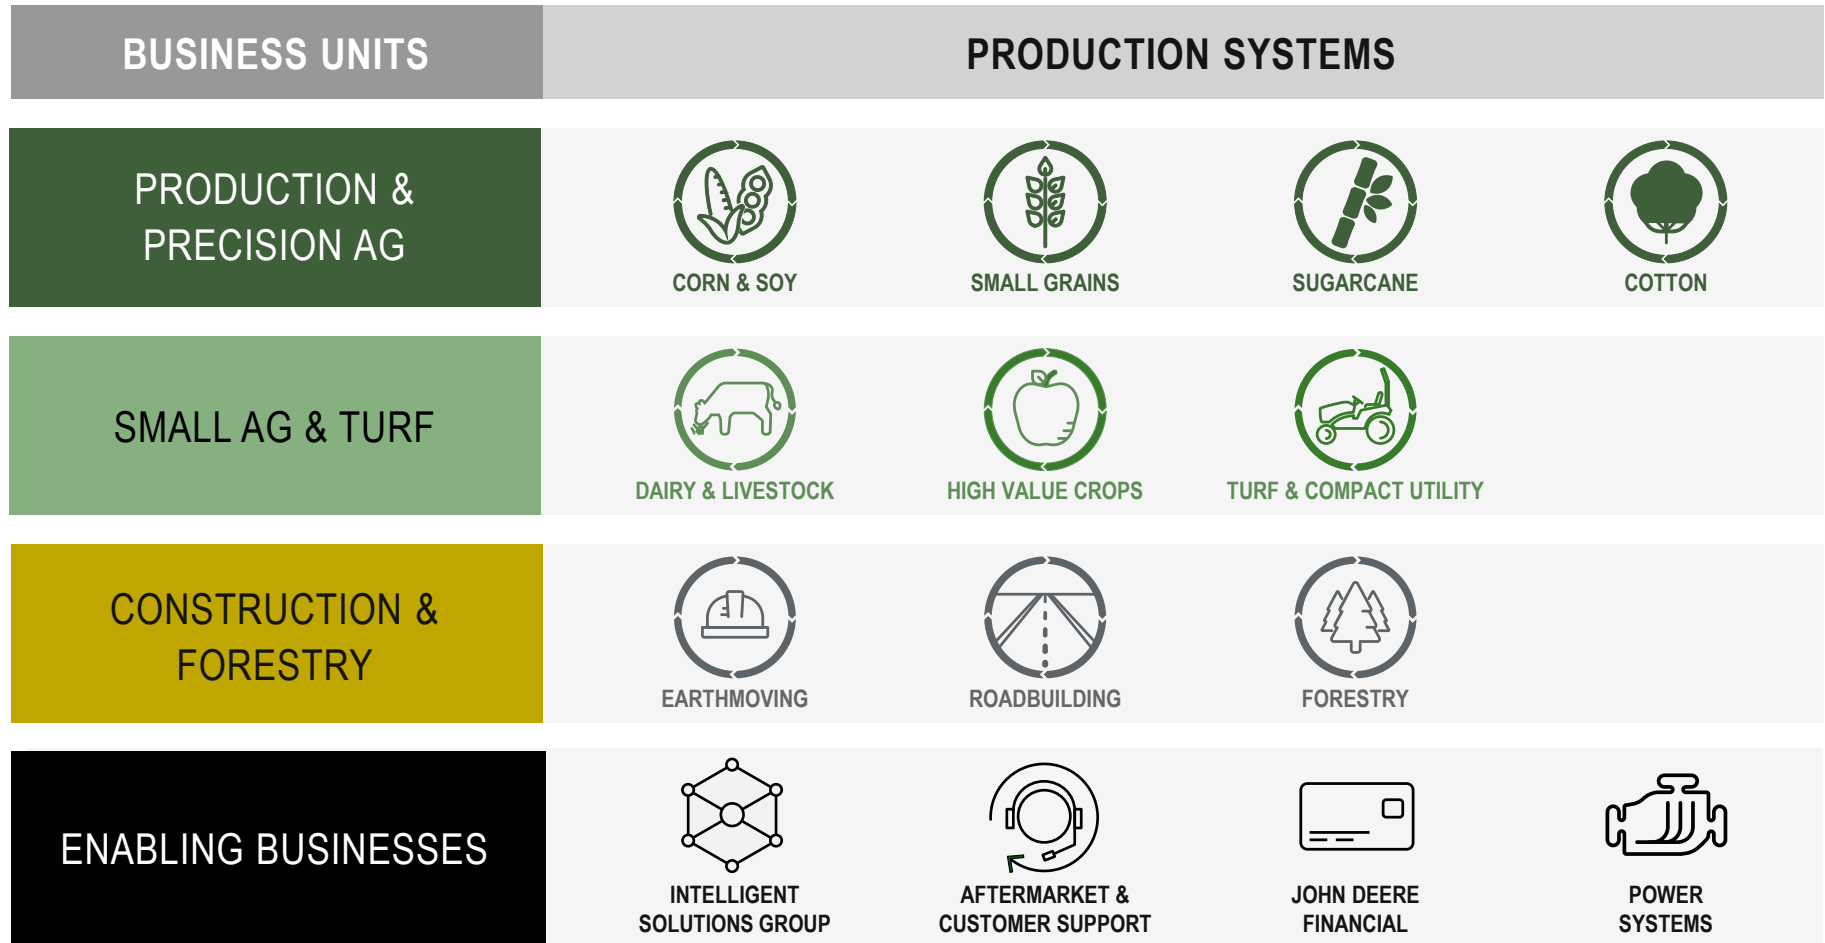 BUSINESS UNITS
PRODUCTION SYSTEMS
PRODUCTION &
PRECISION AG
CORN & SOY
SMALL GRAINS
SUGARCANE
COTTON
SMALL AG & TURF
DAIRY & LIVESTOCK
HIGH VALUE CROPS
TURF & COMPACT UTILITY
CONSTRUCTION &
FORESTRY
EARTHMOVING
ROADBUILDING
FORESTRY
ENABLING BUSINESSES
INTELLIGENT
SOLUTIONS GROUP
AFTERMARKET &
CUSTOMER SUPPORT
JOHN DEERE
FINANCIAL
POWER
SYSTEMS